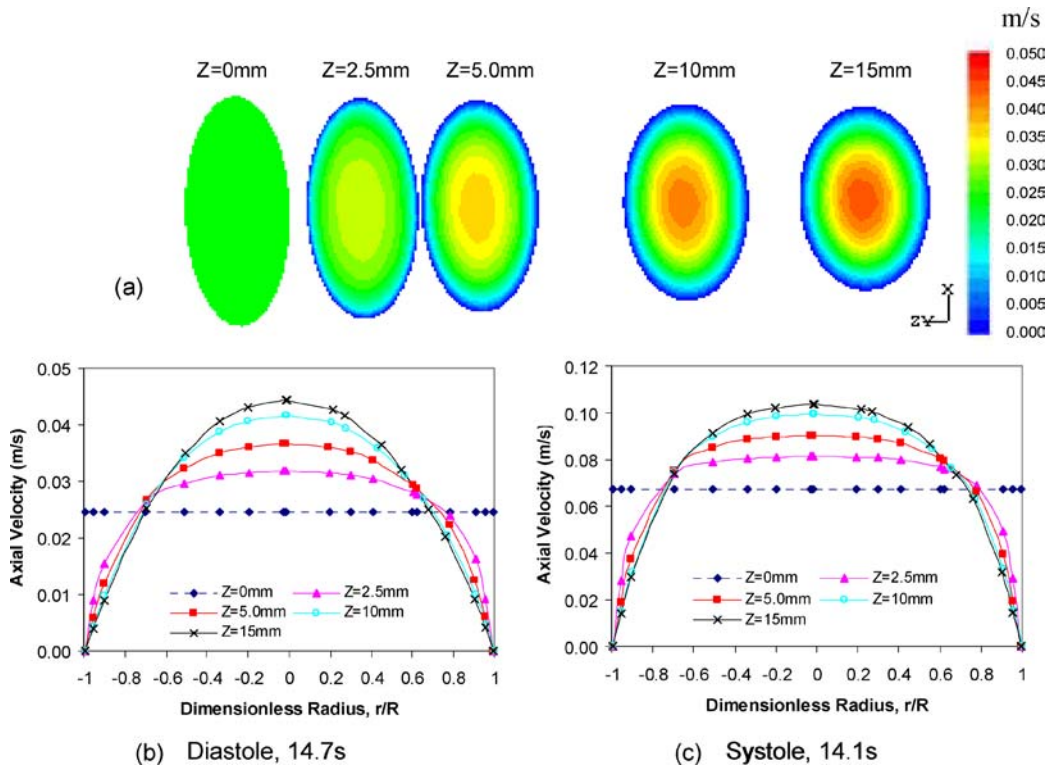 m/s
Z=0mm Z=2.5mm Z=5.0mm Z=10mm Z=15mm
0.050
0.045
0.040
0.035
0.030
0.025
0.020
0.015
0.010
0.005
0.000
(a)
X
ZY
0.05
0.04
0.03
0.02
0.01
0.00
Axial Velocity (m/s)
Z=0mm Z=2.5mm
Z=5.0mm Z=10mm
Z=15mm
-1 -0.8 -0.6 -0.4 -0.2 0 0.2 0.4 0.6 0.8 1
Dimensionless Radius, r/R
(b) Diastole, 14.7s
0.12
0.10
0.08
0.06
0.04
0.02
0.00
Axial Velocity (m/s)
Z=0mm Z=2.5mm
Z=5.0mm Z=10mm
Z=15mm
-1 -0.8 -0.6 -0.4 -0.2 0 0.2 0.4 0.6 0.8 1
Dimensionless Radius, r/R
(c) Systole, 14.1s